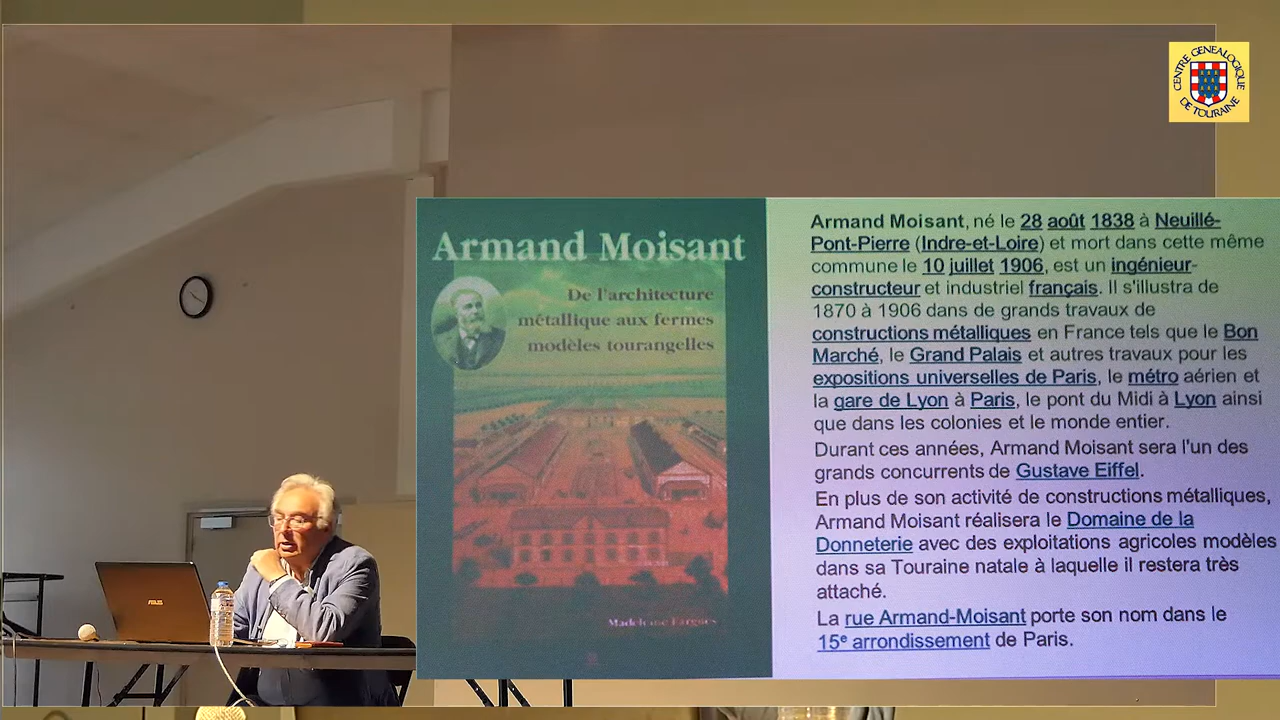 CENTRE GENEALOGIQUE
DE TOURAINE
Armand Moisant
De l'architecture
métallique aux fermes
modèles tourangelles
Madeleine Fargues
Armand Moisant, né le 28 août 1838 à Neuillé-
Pont-Pierre (Indre-et-Loire) et mort dans cette même
commune le 10 juillet 1906, est un ingénieur-
constructeur et industriel français. Il s'illustra de
1870 à 1906 dans de grands travaux de
constructions métalliques en France tels que le Bon
Marché, le Grand Palais et autres travaux pour les
expositions universelles de Paris, le métro aérien et
la gare de Lyon à Paris, le pont du Midi à Lyon ainsi
que dans les colonies et le monde entier.
Durant ces années, Armand Moisant sera l'un des
grands concurrents de Gustave Eiffel.
En plus de son activité de constructions métalliques,
Armand Moisant réalisera le Domaine de la
Donneterie avec des exploitations agricoles modèles
dans sa Touraine natale à laquelle il restera très
attaché.
La rue Armand-Moisant porte son nom dans le
15e arrondissement de Paris.
ASUS